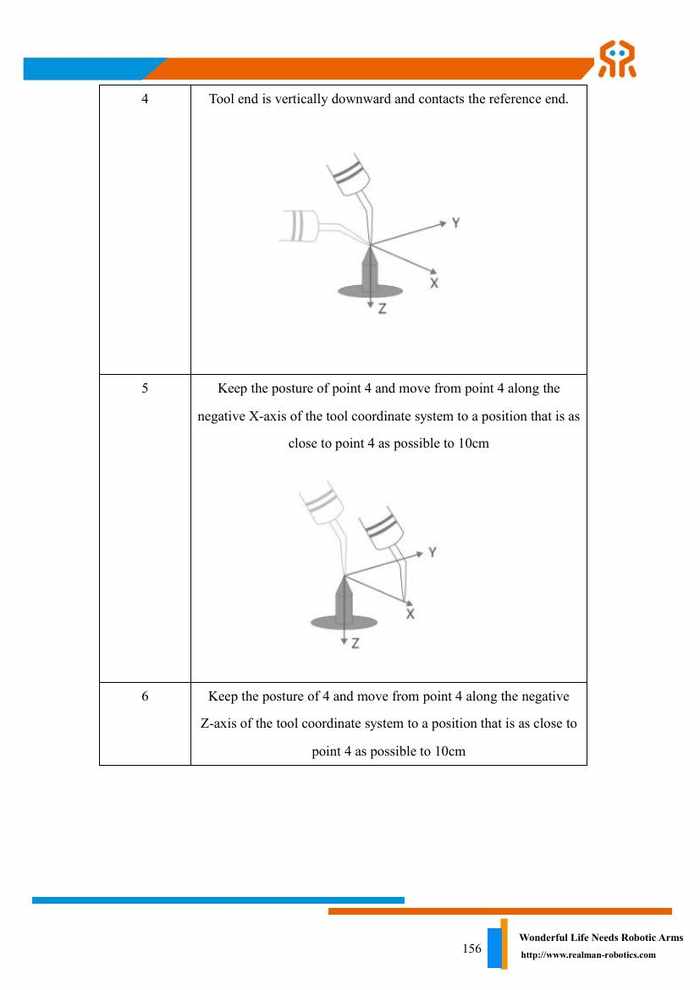 4
Tool end is vertically downward and contacts the reference end.
Y
X
Z
5
Keep the posture of point 4 and move from point 4 along the
negative X-axis of the tool coordinate system to a position that is as
close to point 4 as possible to 10cm
Y
X
Z
6
Keep the posture of 4 and move from point 4 along the negative
Z-axis of the tool coordinate system to a position that is as close to
point 4 as possible to 10cm
156
Wonderful Life Needs Robotic Arms
http://www.realman-robotics.com